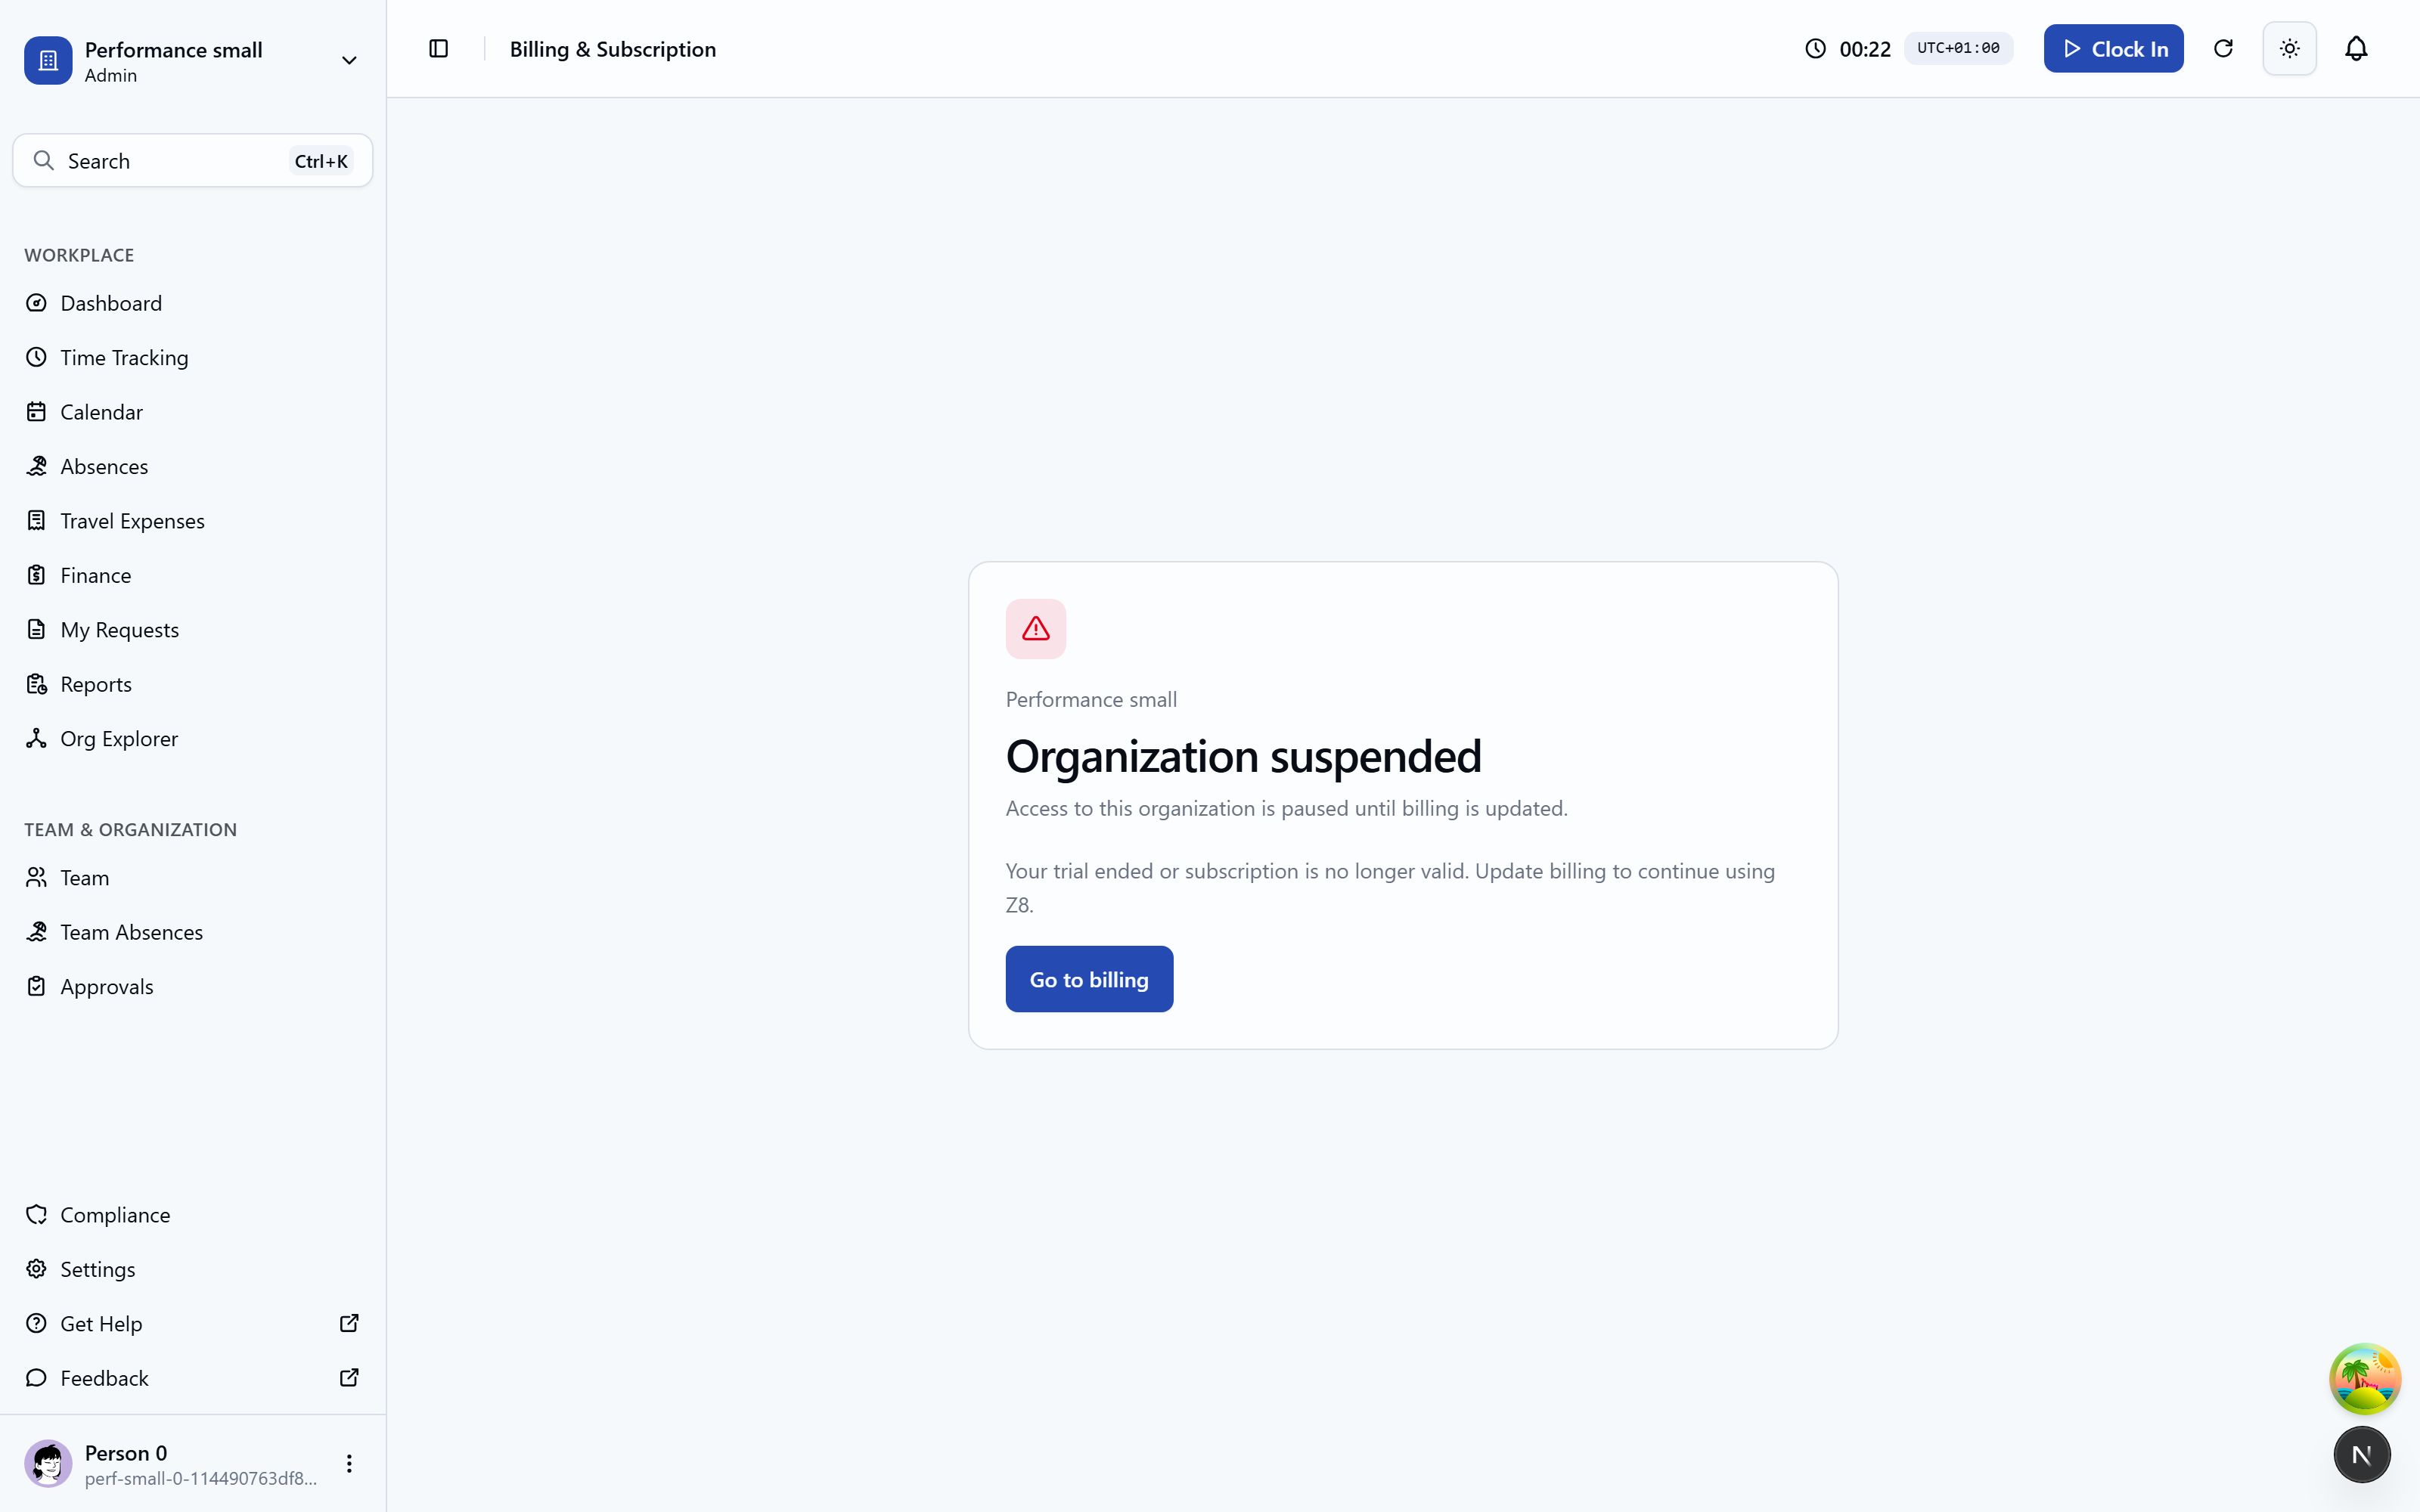 Performance small
Admin
Search
Ctrl+K
WORKPLACE
Dashboard
Time Tracking
Calendar
Absences
Travel Expenses
Finance
My Requests
Reports
Org Explorer
TEAM & ORGANIZATION
Team
Team Absences
Approvals
Compliance
Settings
Get Help
Feedback
Person 0
perf-small-0-114490763df8...
Billing & Subscription
00:22
UTC+01:00
Clock In
Performance small
Organization suspended
Access to this organization is paused until billing is updated.
Your trial ended or subscription is no longer valid. Update billing to continue using
Z8.
Go to billing
N